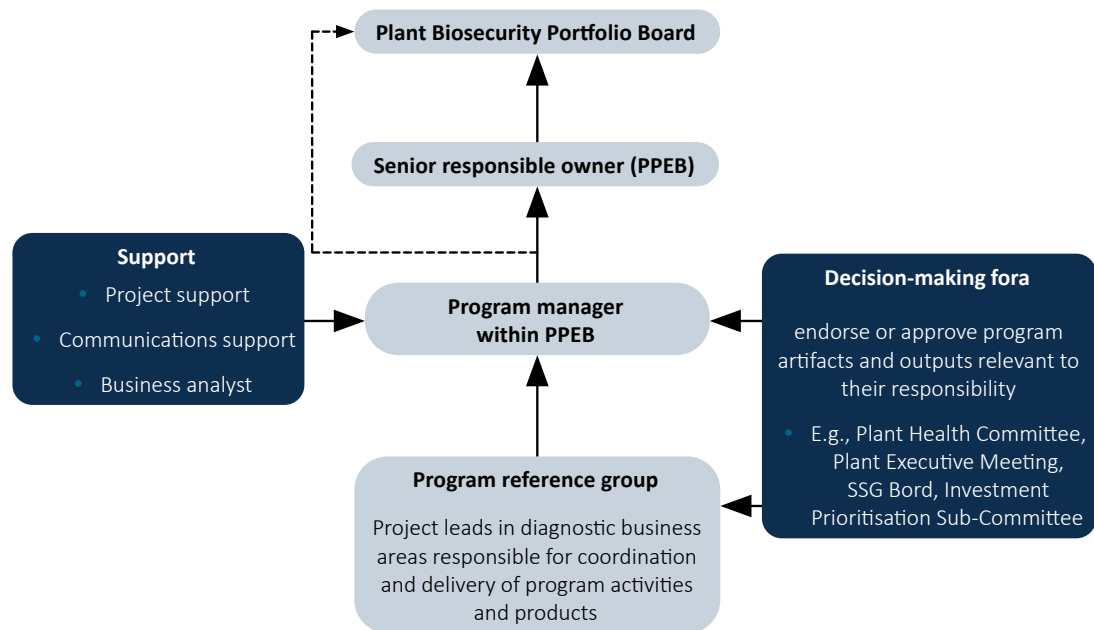 Plant Biosecurity Portfolio Board
Senior responsible owner (PPEB)
Support
• Project support
• Communications support
• Business analyst
Program manager
within PPEB
Decision-making fora
endorse or approve program
artifacts and outputs relevant to
their responsibility
• E.g., Plant Health Committee,
Plant Executive Meeting,
SSG Bord, Investment
Prioritisation Sub-Committee
Program reference group
Project leads in diagnostic business
areas responsible for coordination
and delivery of program activities
and products